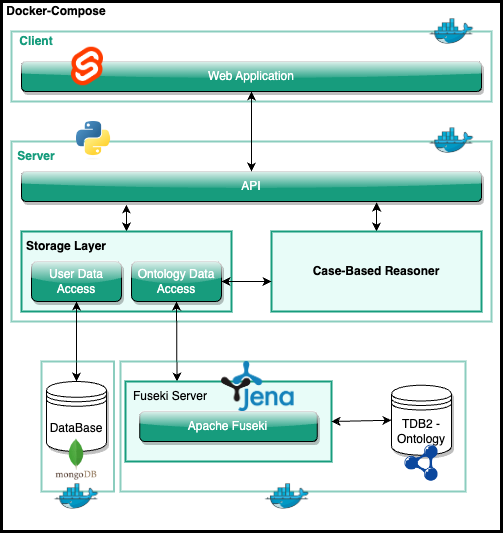 Docker-Compose
Client
Web Application
Server
API
Storage Layer
User Data
Access
Ontology Data
Access
Case-Based Reasoner
DataBase
mongoDB
Fuseki Server
Jena
Apache Fuseki
TDB2 -
Ontology